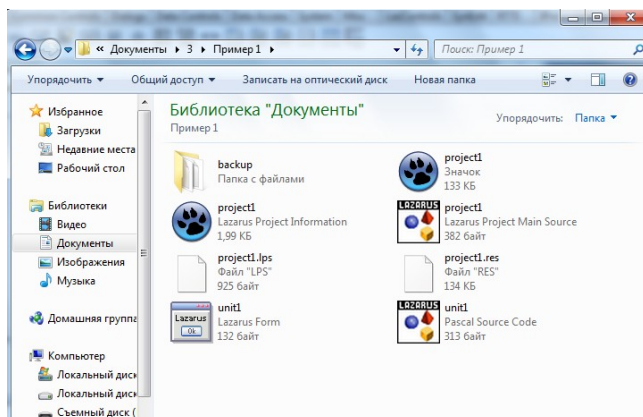 « Документы ▸ 3 ▸ Пример 1 ▸
Поиск: Пример 1
Упорядочить ▼ Общий доступ ▼ Записать на оптический диск Новая папка
Избранное
Загрузки
Недавние места
Рабочий стол
Библиотеки
Видео
Документы
Изображения
Музыка
Домашняя группа
Компьютер
Локальный диск
Локальный диск
Съемный диск (
Библиотека "Документы"
Пример 1
Упорядочить: Папка ▼
backup
Папка с файлами
project1
Значок
133 КБ
project1
Lazarus Project Information
1,99 КБ
LAZARUS
project1
Lazarus Project Main Source
382 байт
project1.lps
Файл "LPS"
925 байт
project1.res
Файл "RES"
134 КБ
Lazarus
Ok
unit1
Lazarus Form
132 байт
LAZARUS
unit1
Pascal Source Code
313 байт